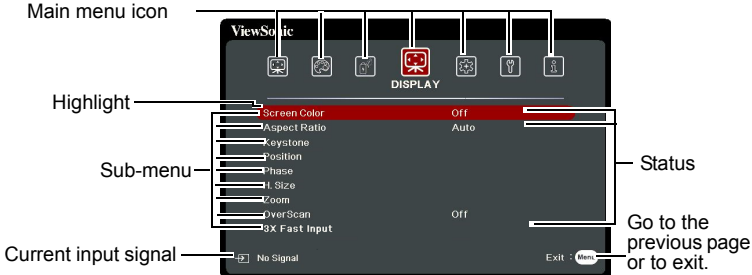 Main menu icon
ViewSonic
DISPLAY
Highlight
Screen Color Off
Aspect Ratio Auto
Keystone
Position
Sub-menu
Phase
Status
H. Size
Zoom
OverScan Off
3X Fast Input
Go to the
previous page
or to exit.
Current input signal
No Signal
Exit : Menu